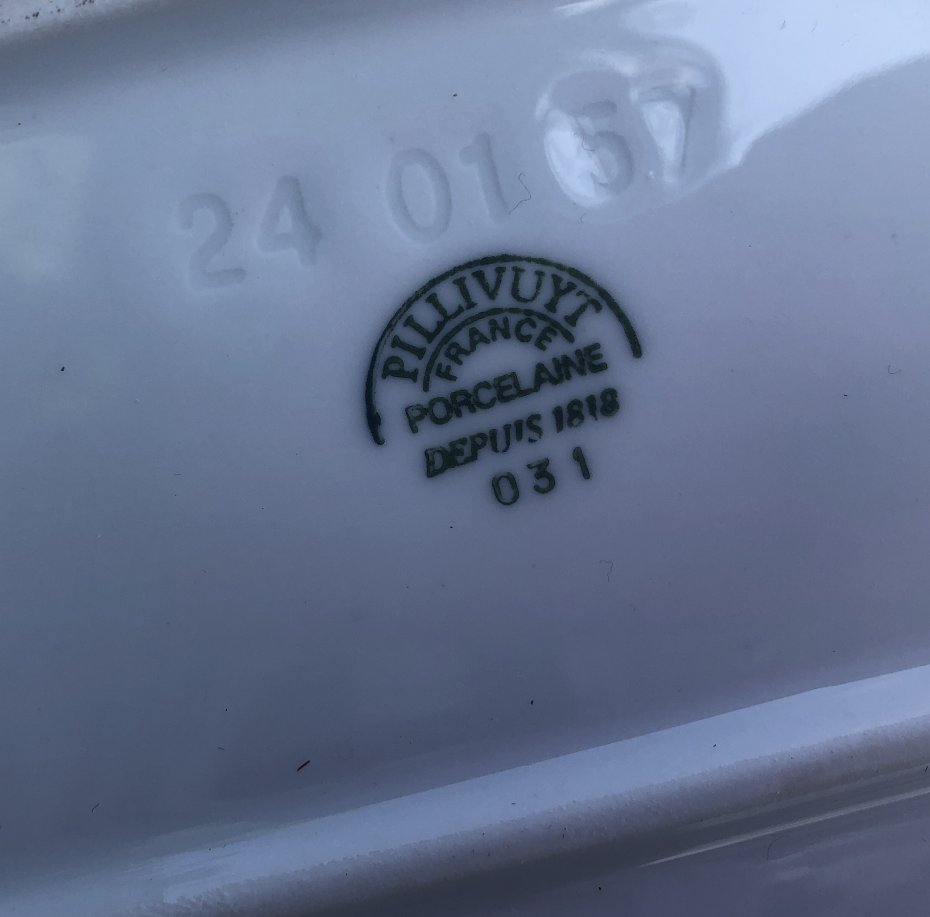 24 01 57
PILLIVUYT
FRANCE
PORCELAINE
DEPUIS 1818
031